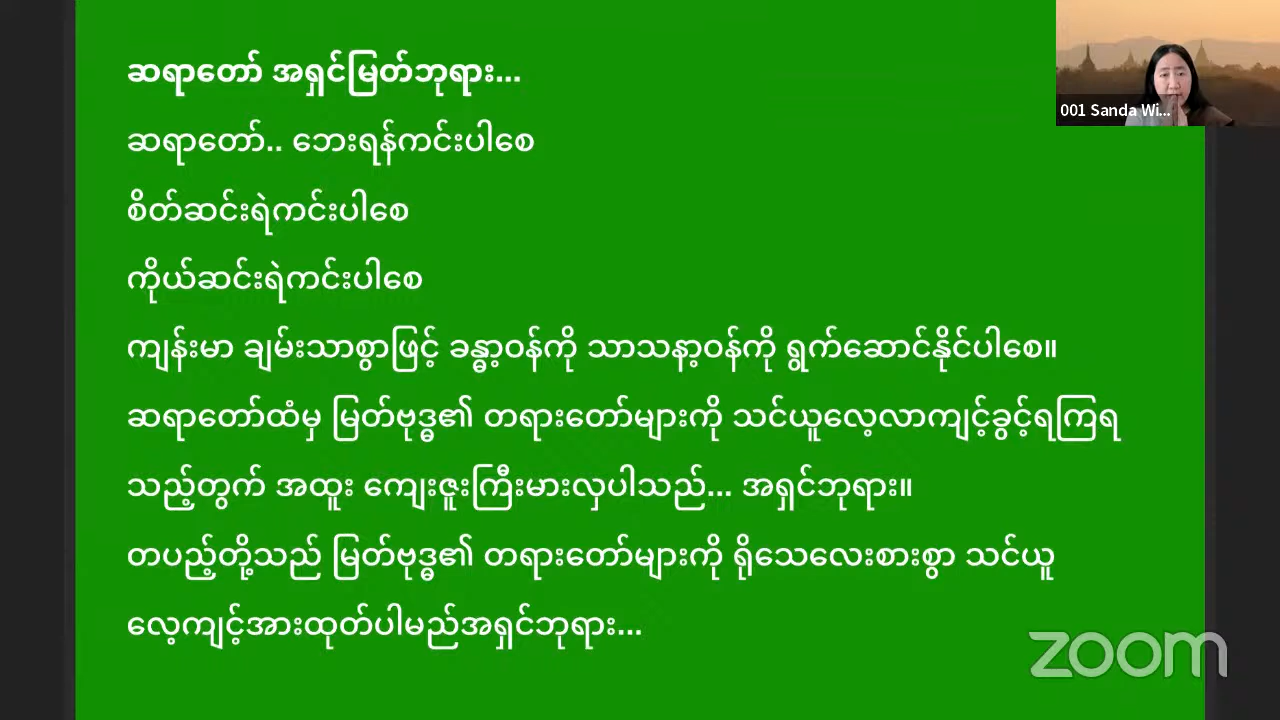 ဆရာတော် အရှင်မြတ်ဘုရား...
ဆရာတော်.. ဘေးရန်ကင်းပါစေ
စိတ်ဆင်းရဲကင်းပါစေ
ကိုယ်ဆင်းရဲကင်းပါစေ
ကျန်းမာ ချမ်းသာစွာဖြင့် ခန္ဓာ့ဝန်ကို သာသနာ့ဝန်ကို ရွက်ဆောင်နိုင်ပါစေ။
ဆရာတော်ထံမှ မြတ်ဗုဒ္ဓ၏ တရားတော်များကို သင်ယူလေ့လာကျင့်ခွင့်ရကြရ
သည့်တွက် အထူး ကျေးဇူးကြီးမားလှပါသည်... အရှင်ဘုရား။
တပည့်တို့သည် မြတ်ဗုဒ္ဓ၏ တရားတော်များကို ရိုသေလေးစားစွာ သင်ယူ
လေ့ကျင့်အားထုတ်ပါမည်အရှင်ဘုရား...
001 Sanda Wi...
zoom